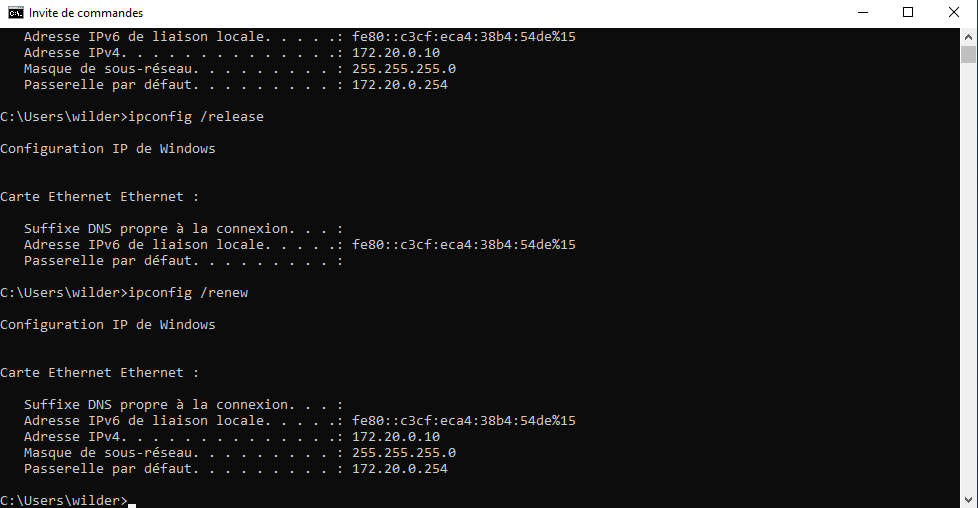 Invite de commandes
   Adresse IPv6 de liaison locale. . . . .: fe80::c3cf:eca4:38b4:54de%15
   Adresse IPv4. . . . . . . . . . . . . .: 172.20.0.10
   Masque de sous-réseau. . . . . . . . . : 255.255.255.0
   Passerelle par défaut. . . . . . . . . : 172.20.0.254
C:\Users\wilder>ipconfig /release
Configuration IP de Windows
Carte Ethernet Ethernet :
   Suffixe DNS propre à la connexion. . . :
   Adresse IPv6 de liaison locale. . . . .: fe80::c3cf:eca4:38b4:54de%15
   Passerelle par défaut. . . . . . . . . :
C:\Users\wilder>ipconfig /renew
Configuration IP de Windows
Carte Ethernet Ethernet :
   Suffixe DNS propre à la connexion. . . :
   Adresse IPv6 de liaison locale. . . . .: fe80::c3cf:eca4:38b4:54de%15
   Adresse IPv4. . . . . . . . . . . . . .: 172.20.0.10
   Masque de sous-réseau. . . . . . . . . : 255.255.255.0
   Passerelle par défaut. . . . . . . . . : 172.20.0.254
C:\Users\wilder>